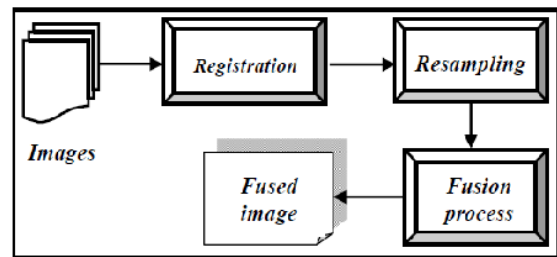 Images
Registration
Resampling
Fusion
process
Fused
image